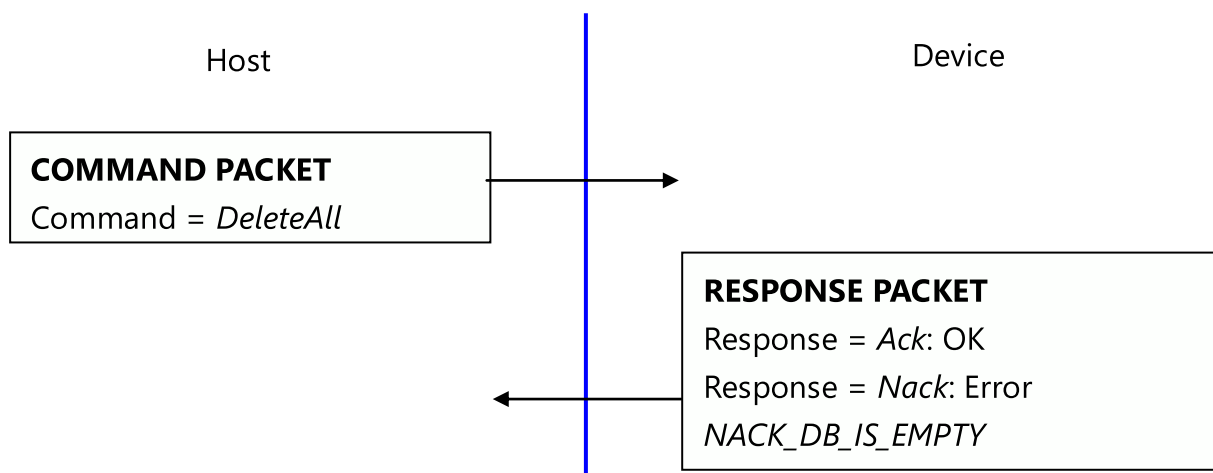 Host
Device
COMMAND PACKET
Command = DeleteAll
RESPONSE PACKET
Response = Ack: OK
Response = Nack: Error
NACK_DB_IS_EMPTY